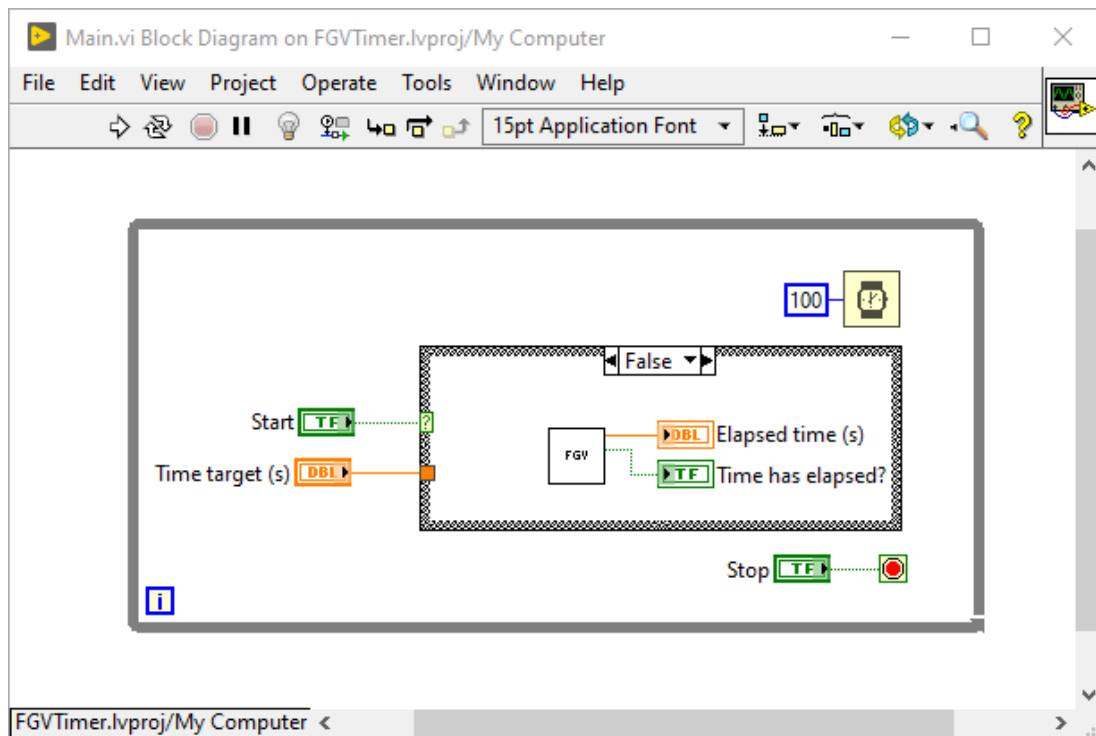 Main.vi Block Diagram on FGVTimer.lvproj/My Computer
File Edit View Project Operate Tools Window Help
15pt Application Font
100
False
Start TF
?
DBL Elapsed time (s)
FGV
Time target (s) DBL
TF Time has elapsed?
Stop TF
i
FGVTimer.lvproj/My Computer